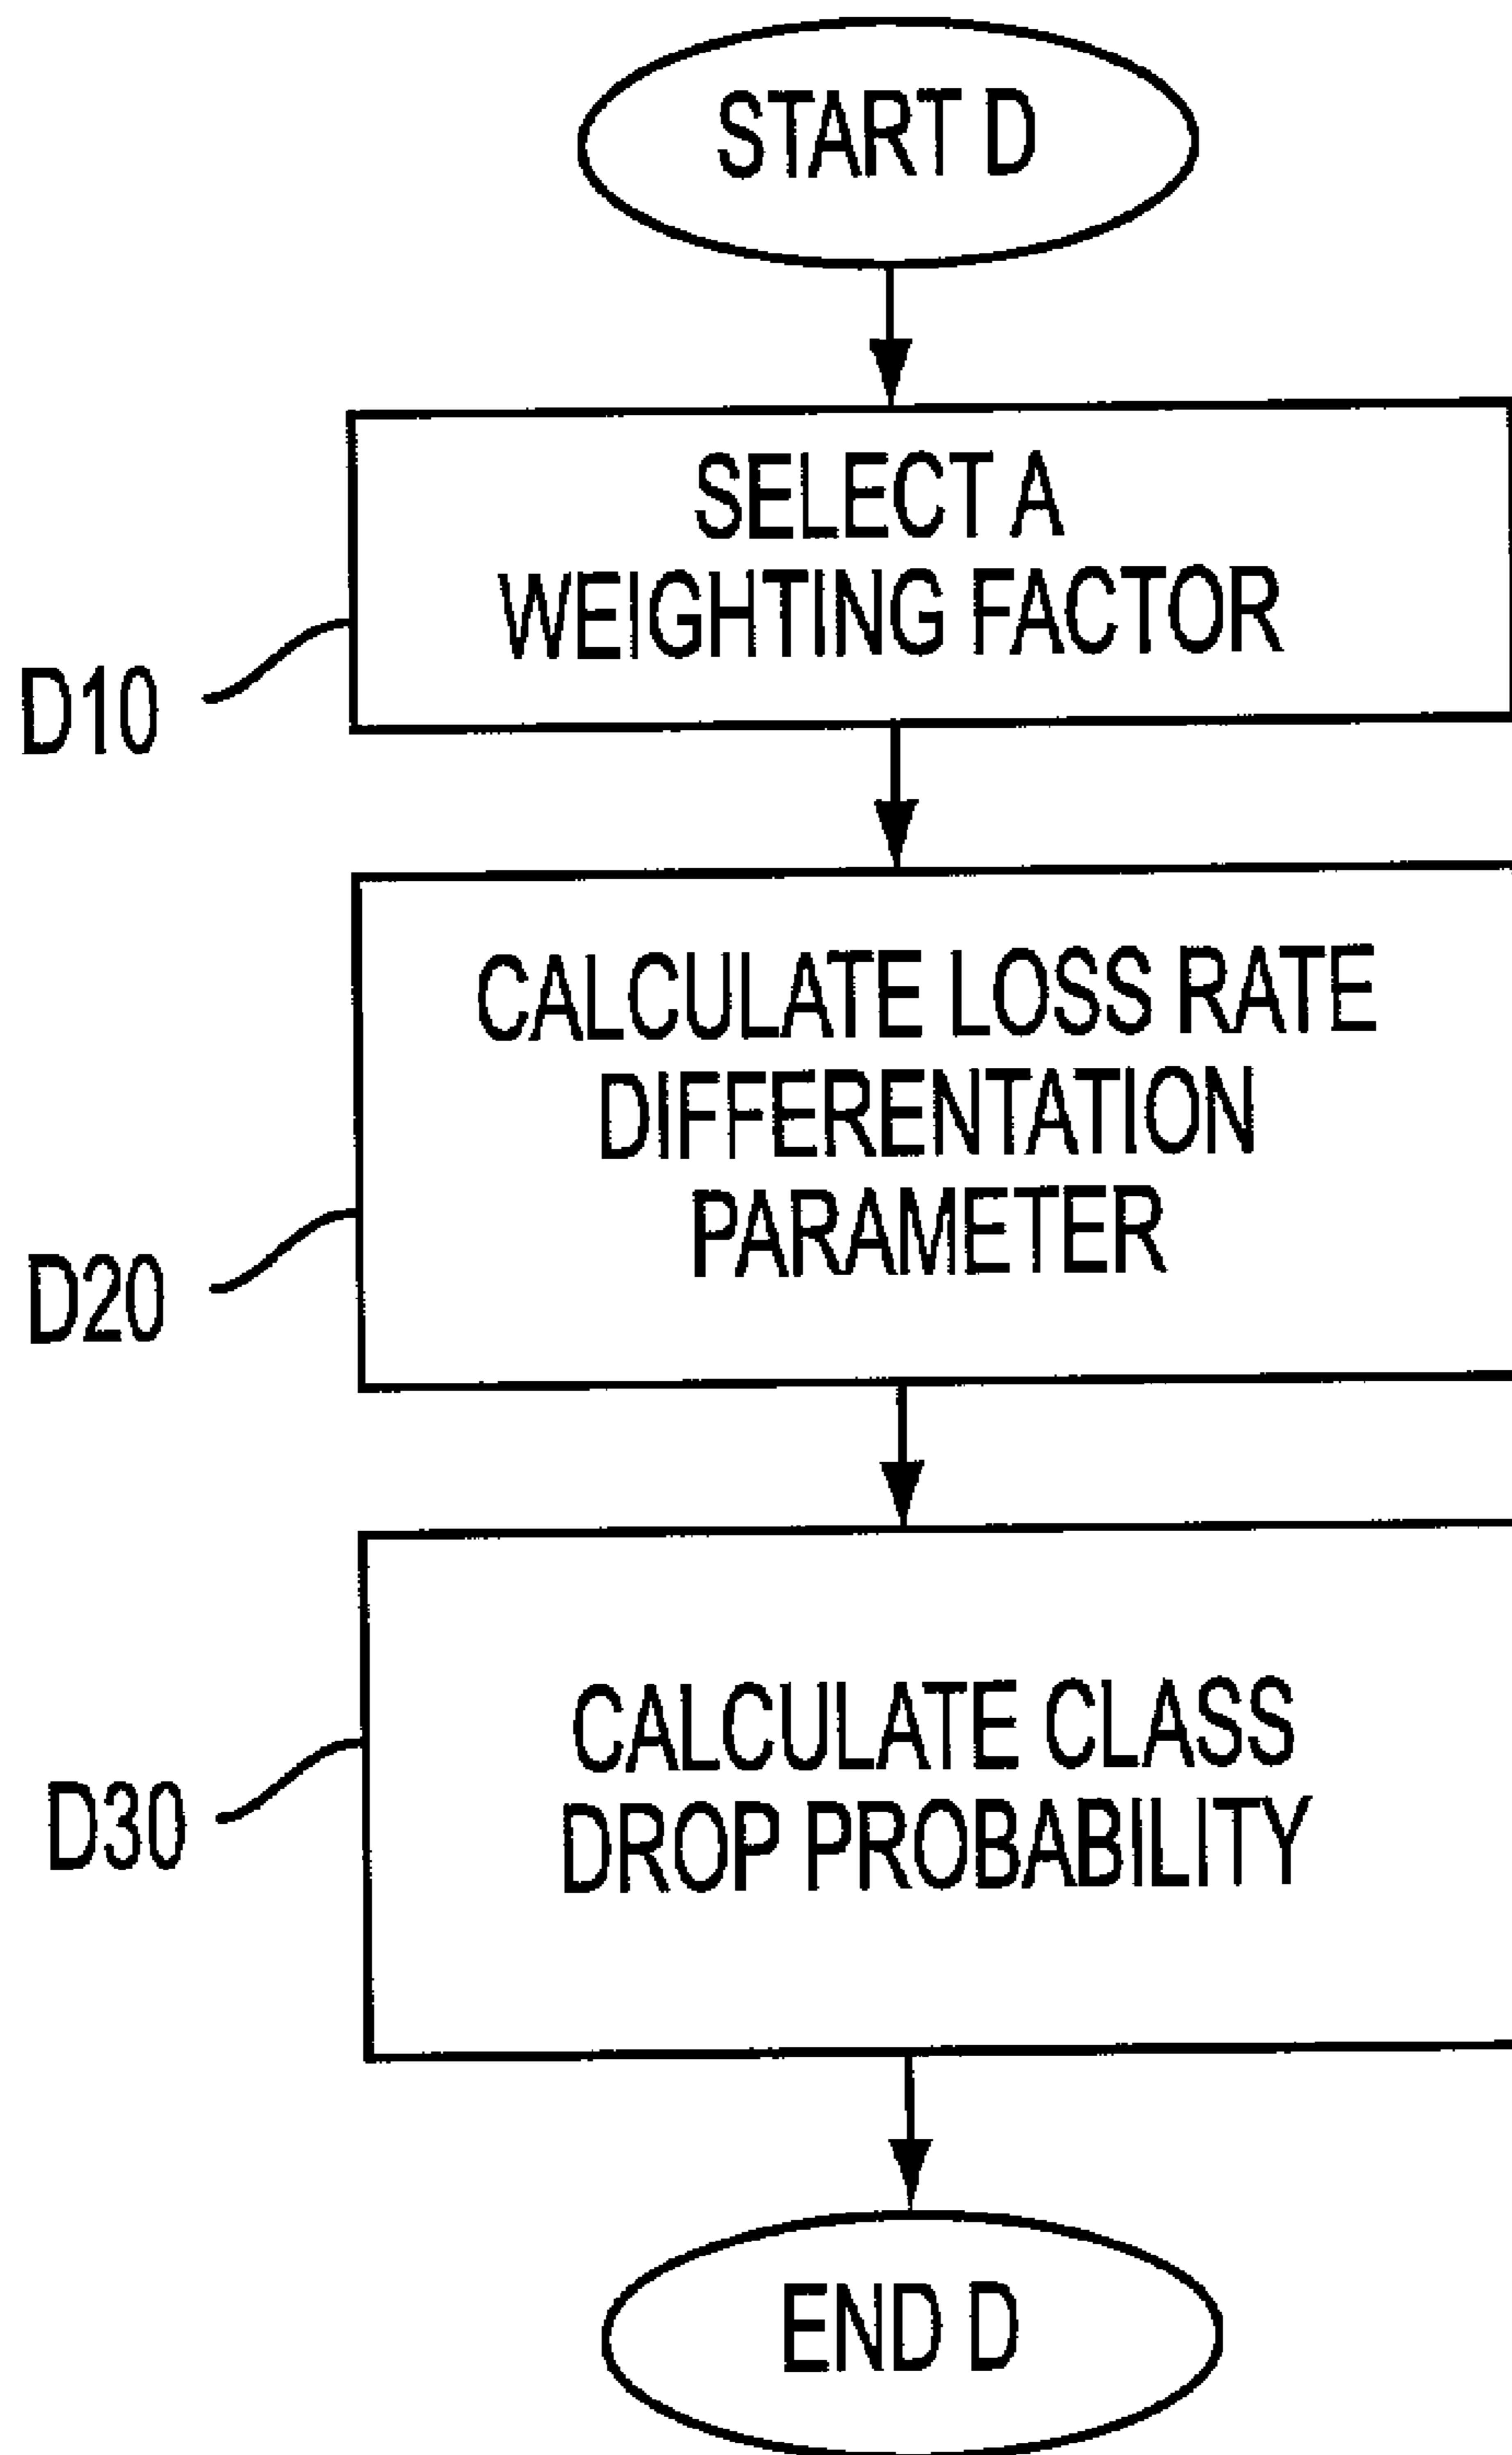 START D
SELECT A
WEIGHTING FACTOR
D10
CALCULATE LOSS RATE
DIFFERENTATION
PARAMETER
D20
CALCULATE CLASS
DROP PROBABILITY
D30
END D